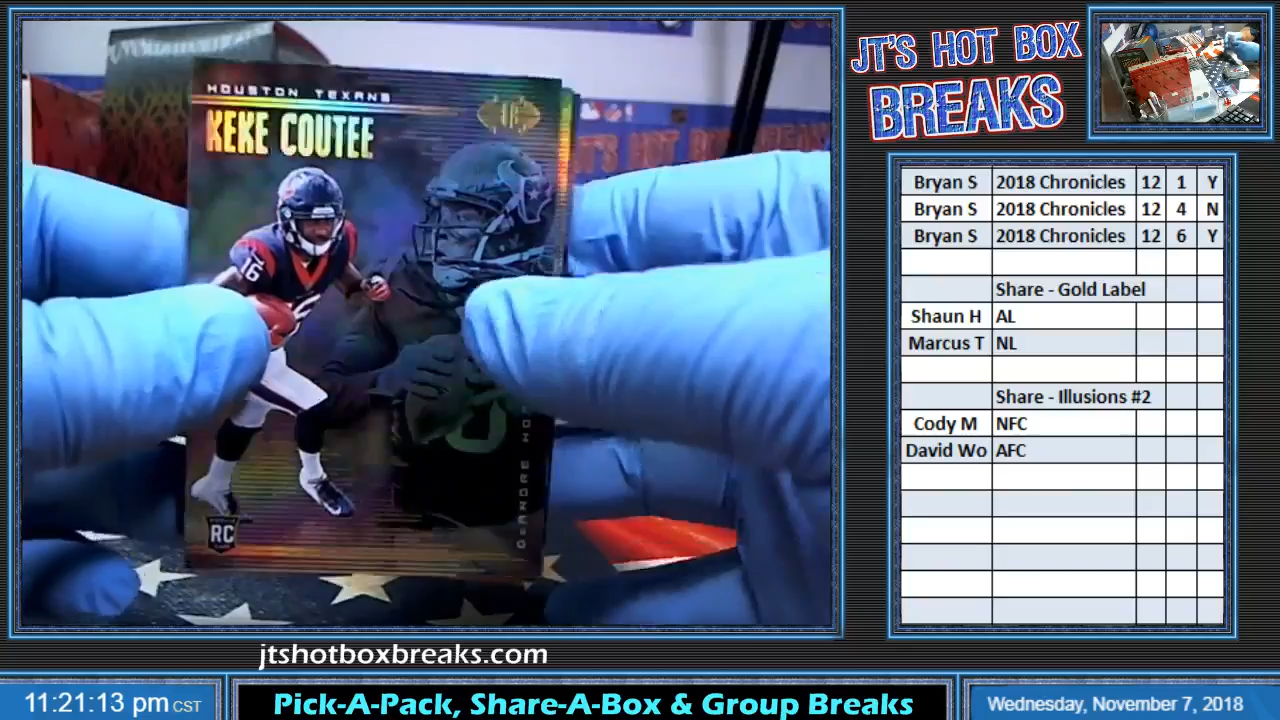 HOUSTON TEXANS
KEKE COUTEE
16
RC
JT'S HOT BOX
BREAKS
Bryan S 2018 Chronicles 12 1 Y
Bryan S 2018 Chronicles 12 4 N
Bryan S 2018 Chronicles 12 6 Y
Share - Gold Label
Shaun H AL
Marcus T NL
Share - Illusions #2
Cody M NFC
David Wo AFC
jtshotboxbreaks.com
11:21:13 pm CST
Pick-A-Pack, Share-A-Box & Group Breaks
Wednesday, November 7, 2018